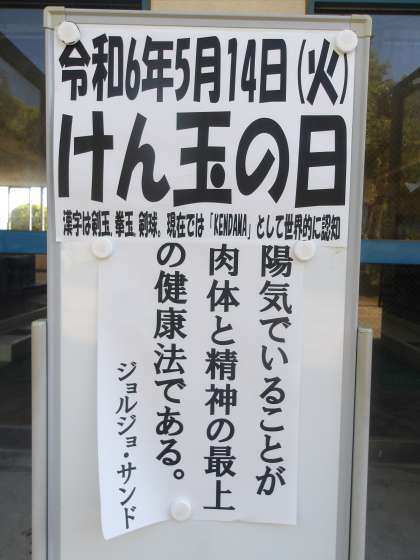 令和6年5月14日(火)
けん玉の日
漢字は剣玉、拳玉、剣球。現在では「KENDAMA」として世界的に認知
陽気でいることが
肉体と精神の最上
の健康法である。
ジョルジョ・サンド